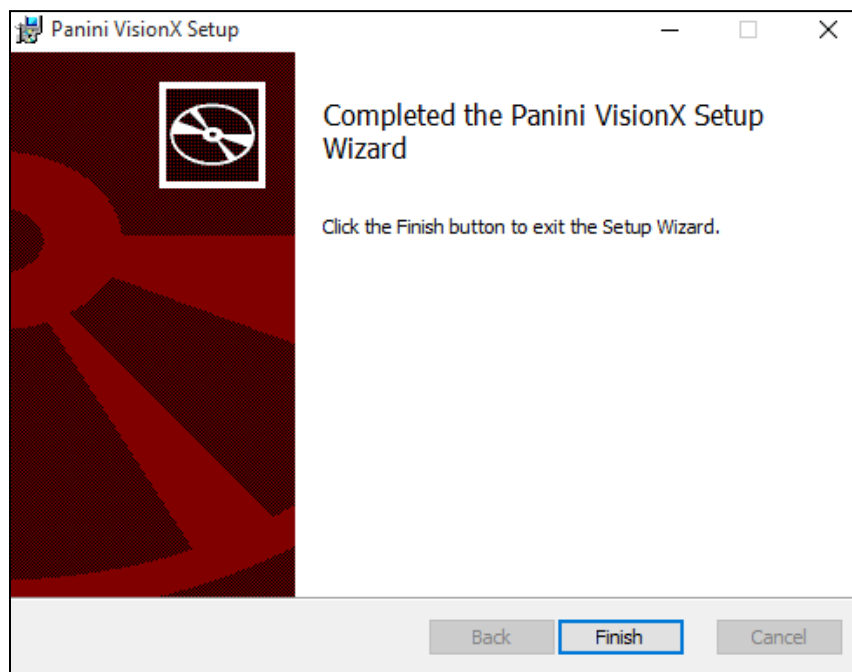 Panini VisionX Setup
Completed the Panini VisionX Setup
Wizard
Click the Finish button to exit the Setup Wizard.
Back Finish Cancel